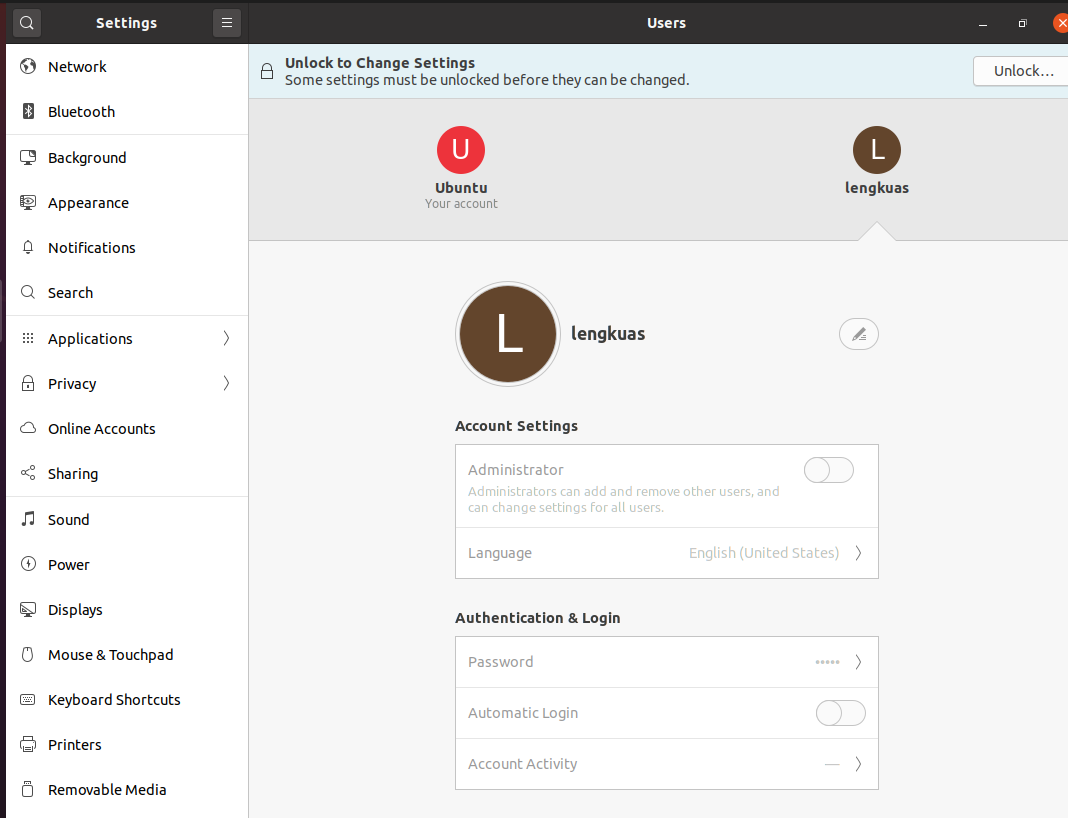 Settings
Users
Network
Bluetooth
Background
Appearance
Notifications
Search
Applications
Privacy
Online Accounts
Sharing
Sound
Power
Displays
Mouse & Touchpad
Keyboard Shortcuts
Printers
Removable Media
Unlock to Change Settings
Some settings must be unlocked before they can be changed.
Unlock…
U
Ubuntu
Your account
L
lengkuas
L
lengkuas
Account Settings
Administrator
Administrators can add and remove other users, and
can change settings for all users.
Language English (United States)
Authentication & Login
Password •••••
Automatic Login
Account Activity —